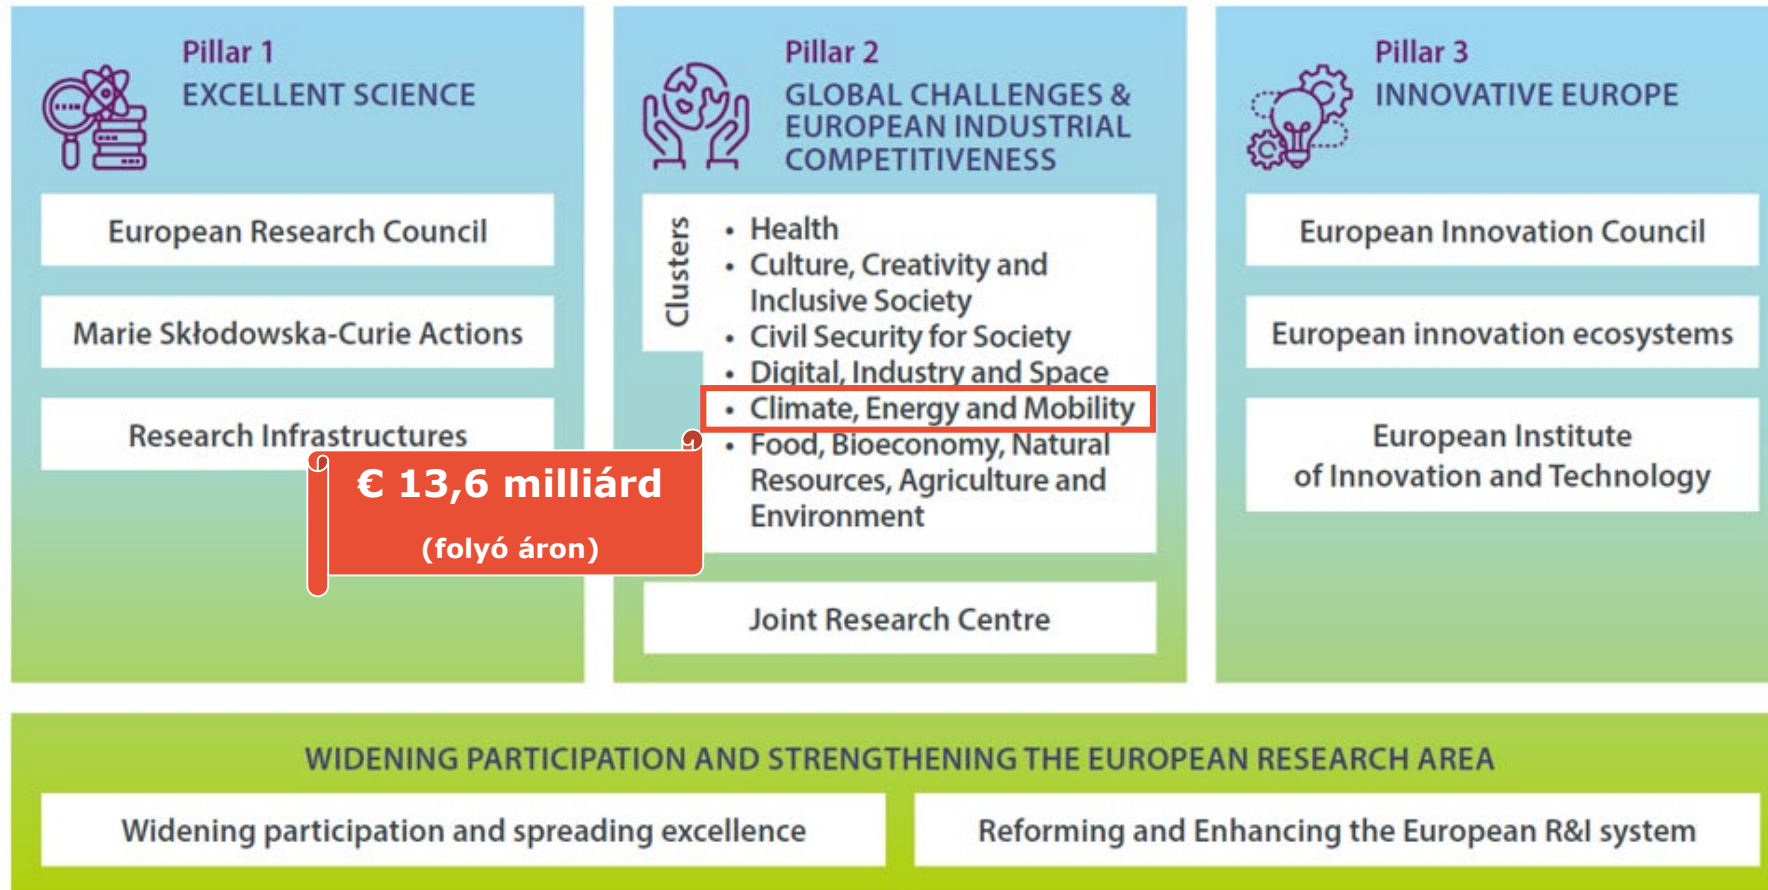 Pillar 1
EXCELLENT SCIENCE
European Research Council
Marie Skłodowska-Curie Actions
Research Infrastructures
€ 13,6 milliárd
(folyó áron)
Pillar 2
GLOBAL CHALLENGES &
EUROPEAN INDUSTRIAL
COMPETITIVENESS
Clusters
• Health
• Culture, Creativity and
Inclusive Society
• Civil Security for Society
• Digital, Industry and Space
• Climate, Energy and Mobility
• Food, Bioeconomy, Natural
Resources, Agriculture and
Environment
Joint Research Centre
Pillar 3
INNOVATIVE EUROPE
European Innovation Council
European innovation ecosystems
European Institute
of Innovation and Technology
WIDENING PARTICIPATION AND STRENGTHENING THE EUROPEAN RESEARCH AREA
Widening participation and spreading excellence
Reforming and Enhancing the European R&I system